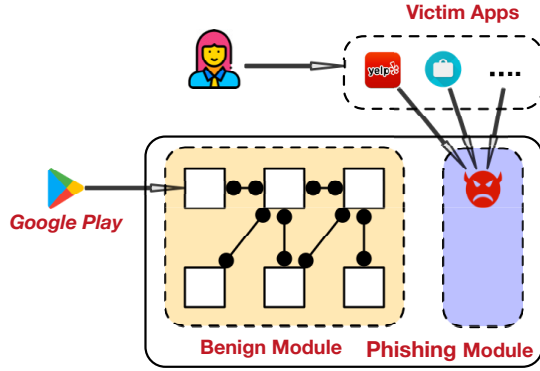 Victim Apps
yelp
....
Google Play
Benign Module
Phishing Module